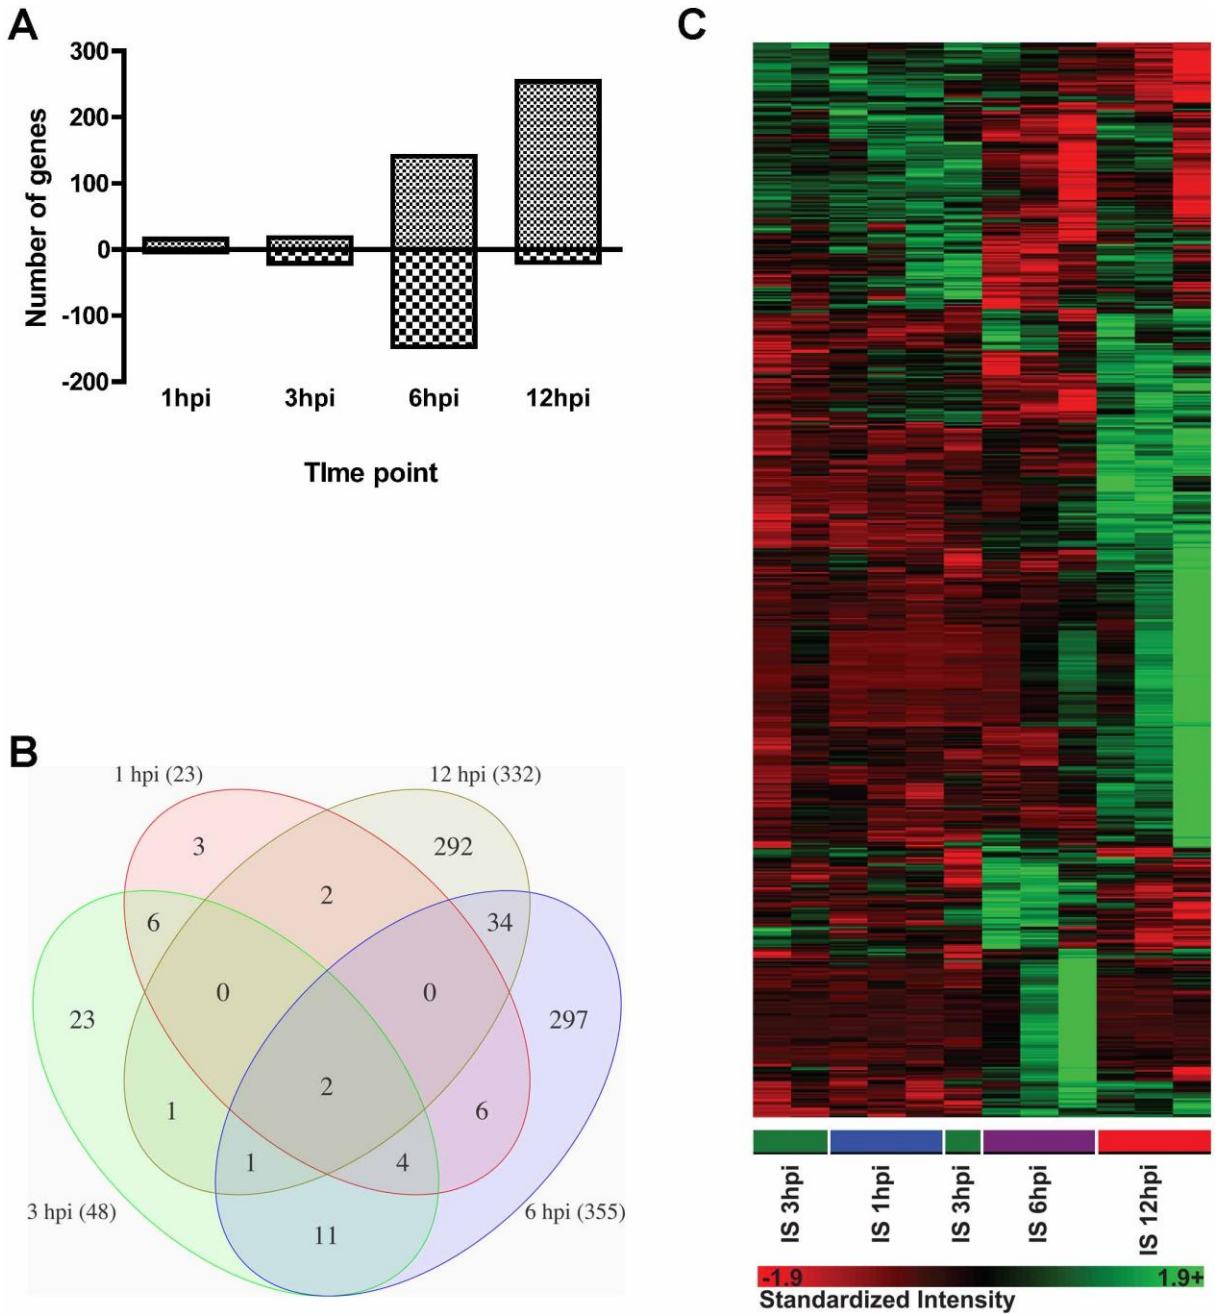 A
300
200
100
0
-100
-200
Number of genes
1hpi 3hpi 6hpi 12hpi
TIme point
B
1 hpi (23) 12 hpi (332)
3 292
2
6 34
0 0
23 297
2
1 6
1 4
3 hpi (48) 6 hpi (355)
11
C
IS 3hpi
IS 1hpi
IS 3hpi
IS 6hpi
IS 12hpi
-1.9 1.9+
Standardized Intensity